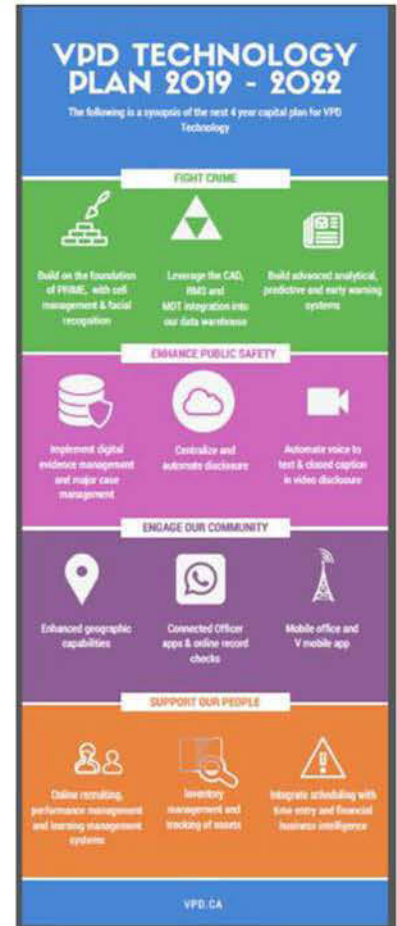 VPD TECHNOLOGY
PLAN 2019 - 2022
The following is a synopsis of the next 4 year capital plan for VPD
Technology
FIGHT CRIME
Build on the foundation
of PRIME, with cell
management & facial
recognition
Leverage the CAD,
RMS and
MDT integration into
our data warehouse
Build advanced analytical,
predictive and early warning
systems
ENHANCE PUBLIC SAFETY
Implement digital
evidence management
and major case
management
Centralize and
automate disclosure
Automate voice to
text & closed caption
in video disclosure
ENGAGE OUR COMMUNITY
Enhanced geographic
capabilities
Connected Officer
apps & online record
checks
Mobile office and
V mobile app
SUPPORT OUR PEOPLE
Online recruiting,
performance management
and learning management
systems
Inventory
management and
tracking of assets
Integrate scheduling with
time entry and financial
business intelligence
VPD.CA